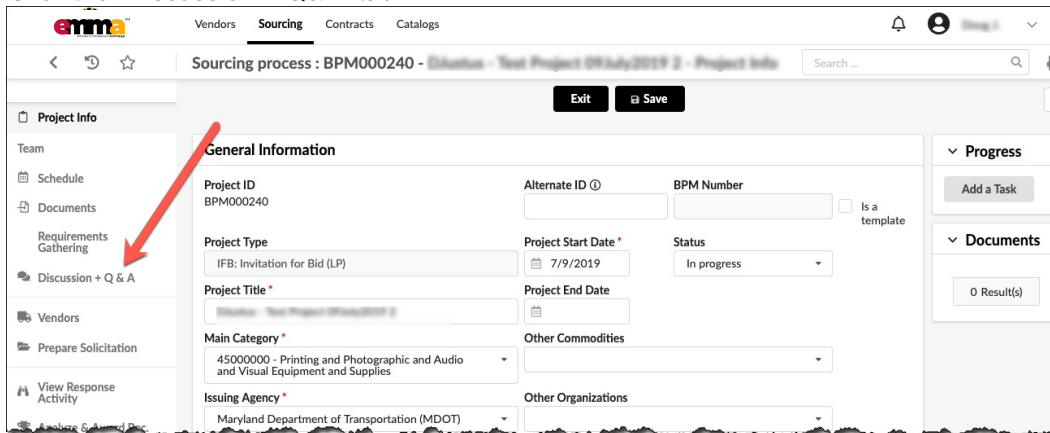 emma
Vendors Sourcing Contracts Catalogs
Sourcing process : BPM000240 -
Search ...
Exit Save
Project Info
Team
Schedule
Documents
Requirements
Gathering
Discussion + Q & A
Vendors
Prepare Solicitation
View Response
Activity
Analyze & Award Rec.
General Information
Project ID
BPM000240
Alternate ID
BPM Number
Is a
template
Project Type
IFB: Invitation for Bid (LP)
Project Start Date *
7/9/2019
Status
In progress
Project Title *
Project End Date
Main Category *
45000000 - Printing and Photographic and Audio
and Visual Equipment and Supplies
Other Commodities
Issuing Agency *
Maryland Department of Transportation (MDOT)
Other Organizations
Progress
Add a Task
Documents
0 Result(s)